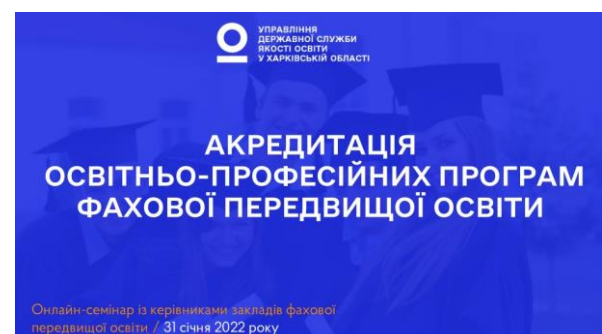 УПРАВЛІННЯ
ДЕРЖАВНОЇ СЛУЖБИ
ЯКОСТІ ОСВІТИ
У ХАРКІВСЬКІЙ ОБЛАСТІ
АКРЕДИТАЦІЯ
ОСВІТНЬО-ПРОФЕСІЙНИХ ПРОГРАМ
ФАХОВОЇ ПЕРЕДВИЩОЇ ОСВІТИ
Онлайн-семінар із керівниками закладів фахової
передвищої освіти / 31 січня 2022 року